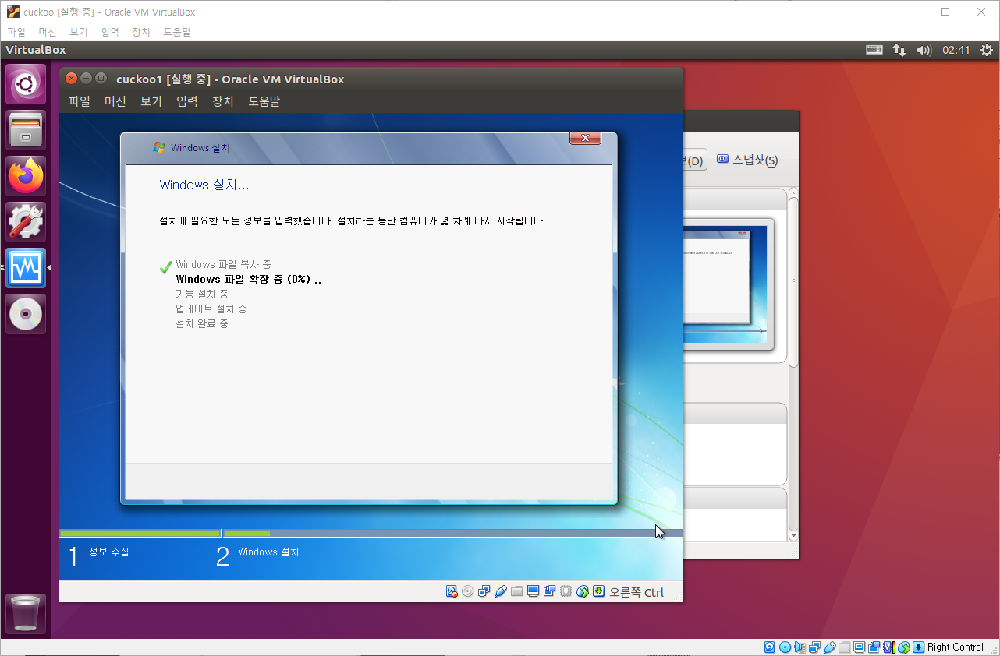 cuckoo [실행 중] - Oracle VM VirtualBox
파일 머신 보기 입력 장치 도움말
VirtualBox 02:41
cuckoo1 [실행 중] - Oracle VM VirtualBox
파일 머신 보기 입력 장치 도움말
(D) 스냅샷(S)
Windows 설치
Windows 설치...
설치에 필요한 모든 정보를 입력했습니다. 설치하는 동안 컴퓨터가 몇 차례 다시 시작됩니다.
Windows 파일 복사 중
Windows 파일 확장 중 (0%) ..
기능 설치 중
업데이트 설치 중
설치 완료 중
1 정보 수집 2 Windows 설치
오른쪽 Ctrl
Right Control